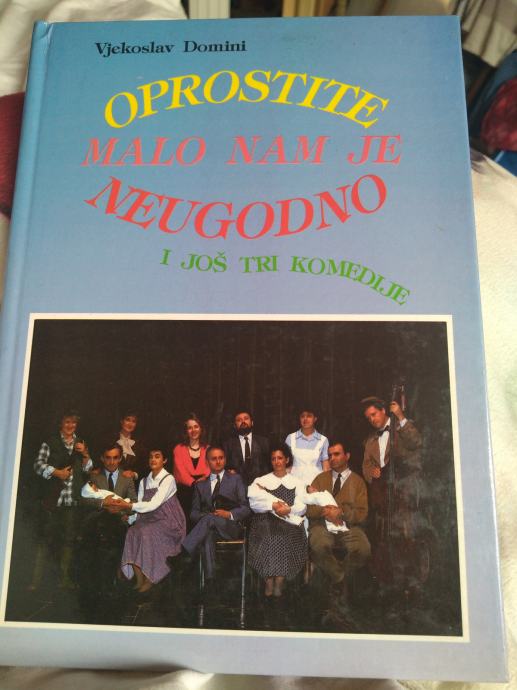 Vjekoslav Domini
OPROSTITE
MALO NAM JE
NEUGODNO
I JOŠ TRI KOMEDIJE